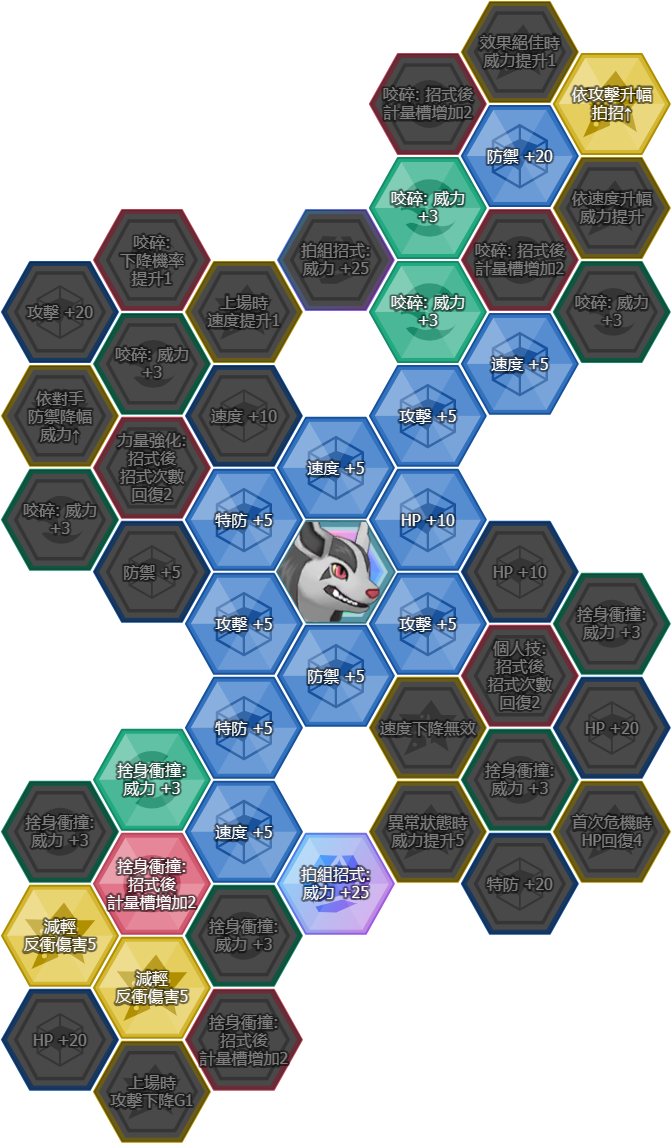 效果絕佳時
威力提升1
咬碎: 招式後
計量槽增加2
依攻擊升幅
拍招↑
防禦 +20
咬碎: 威力
+3
依速度升幅
威力提升
咬碎:
下降機率
提升1
拍組招式:
威力 +25
咬碎: 招式後
計量槽增加2
攻擊 +20
上場時
速度提升1
咬碎: 威力
+3
咬碎: 威力
+3
咬碎: 威力
+3
速度 +5
依對手
防禦降幅
威力↑
速度 +10
攻擊 +5
力量強化:
招式後
招式次數
回復2
速度 +5
咬碎: 威力
+3
特防 +5
HP +10
防禦 +5
HP +10
攻擊 +5
攻擊 +5
捨身衝撞:
威力 +3
防禦 +5
個人技:
招式後
招式次數
回復2
特防 +5
速度下降無效
HP +20
捨身衝撞:
威力 +3
捨身衝撞:
威力 +3
捨身衝撞:
威力 +3
速度 +5
異常狀態時
威力提升5
首次危機時
HP回復4
捨身衝撞:
招式後
計量槽增加2
拍組招式:
威力 +25
特防 +20
減輕
反衝傷害5
捨身衝撞:
威力 +3
減輕
反衝傷害5
HP +20
捨身衝撞:
招式後
計量槽增加2
上場時
攻擊下降G1